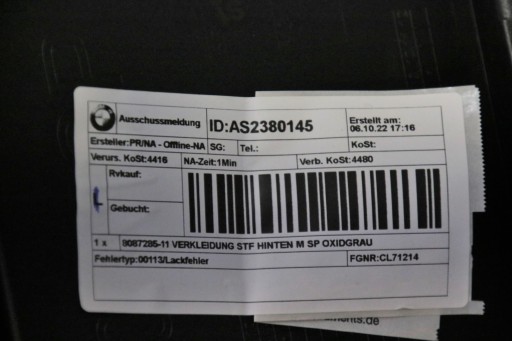 Ausschussmeldung
ID:AS2380145
Erstellt am:
06.10.22 17:16
Ersteller:PR/NA - Offline-NA SG: Tel.: KoSt:
Verurs. KoSt:4416 NA-Zeit:1Min Verb. KoSt:4480
Rvkauf:
Gebucht:
1 x 8087285-11 VERKLEIDUNG STF HINTEN M SP OXIDGRAU
Fehlertyp:00113/Lackfehler FGNR:CL71214